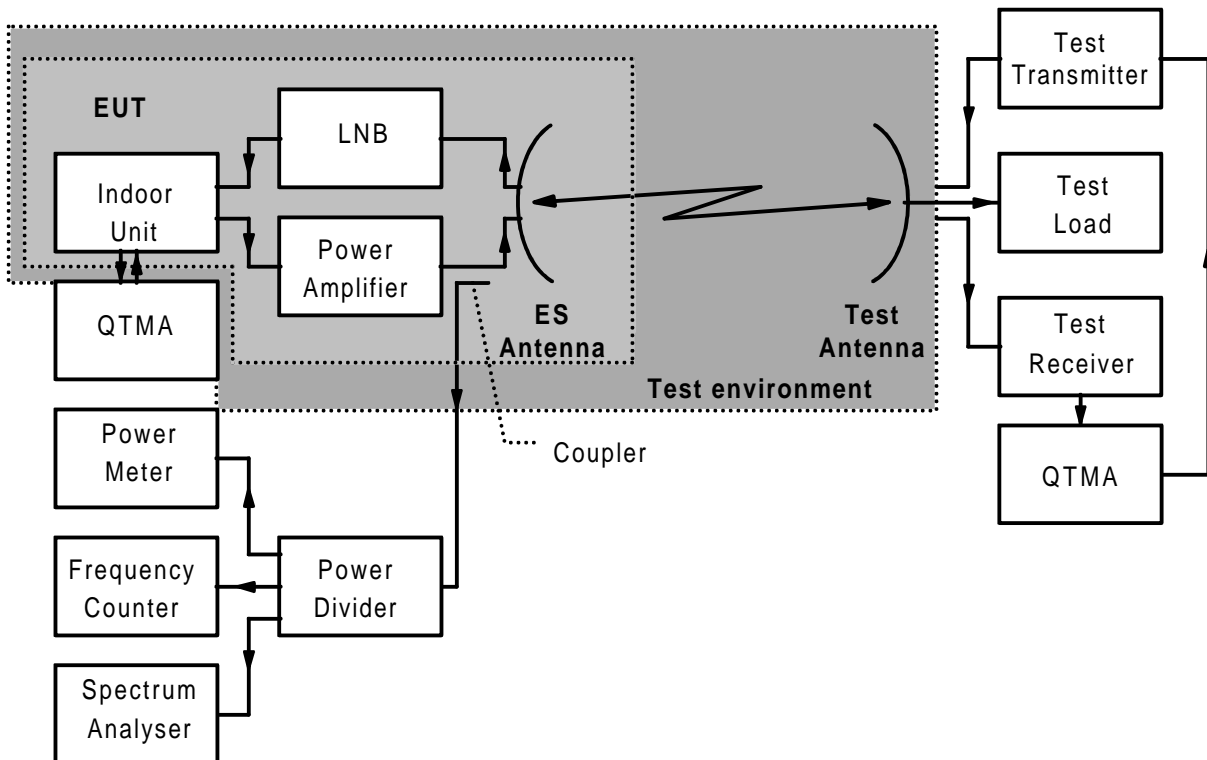 Test
Transmitter
EUT
LNB
Indoor
Unit
Test
Load
Power
Amplifier
QTMA
ES
Antenna
Test
Antenna
Test
Receiver
Test environment
Power
Meter
Coupler
QTMA
Frequency
Counter
Power
Divider
Spectrum
Analyser